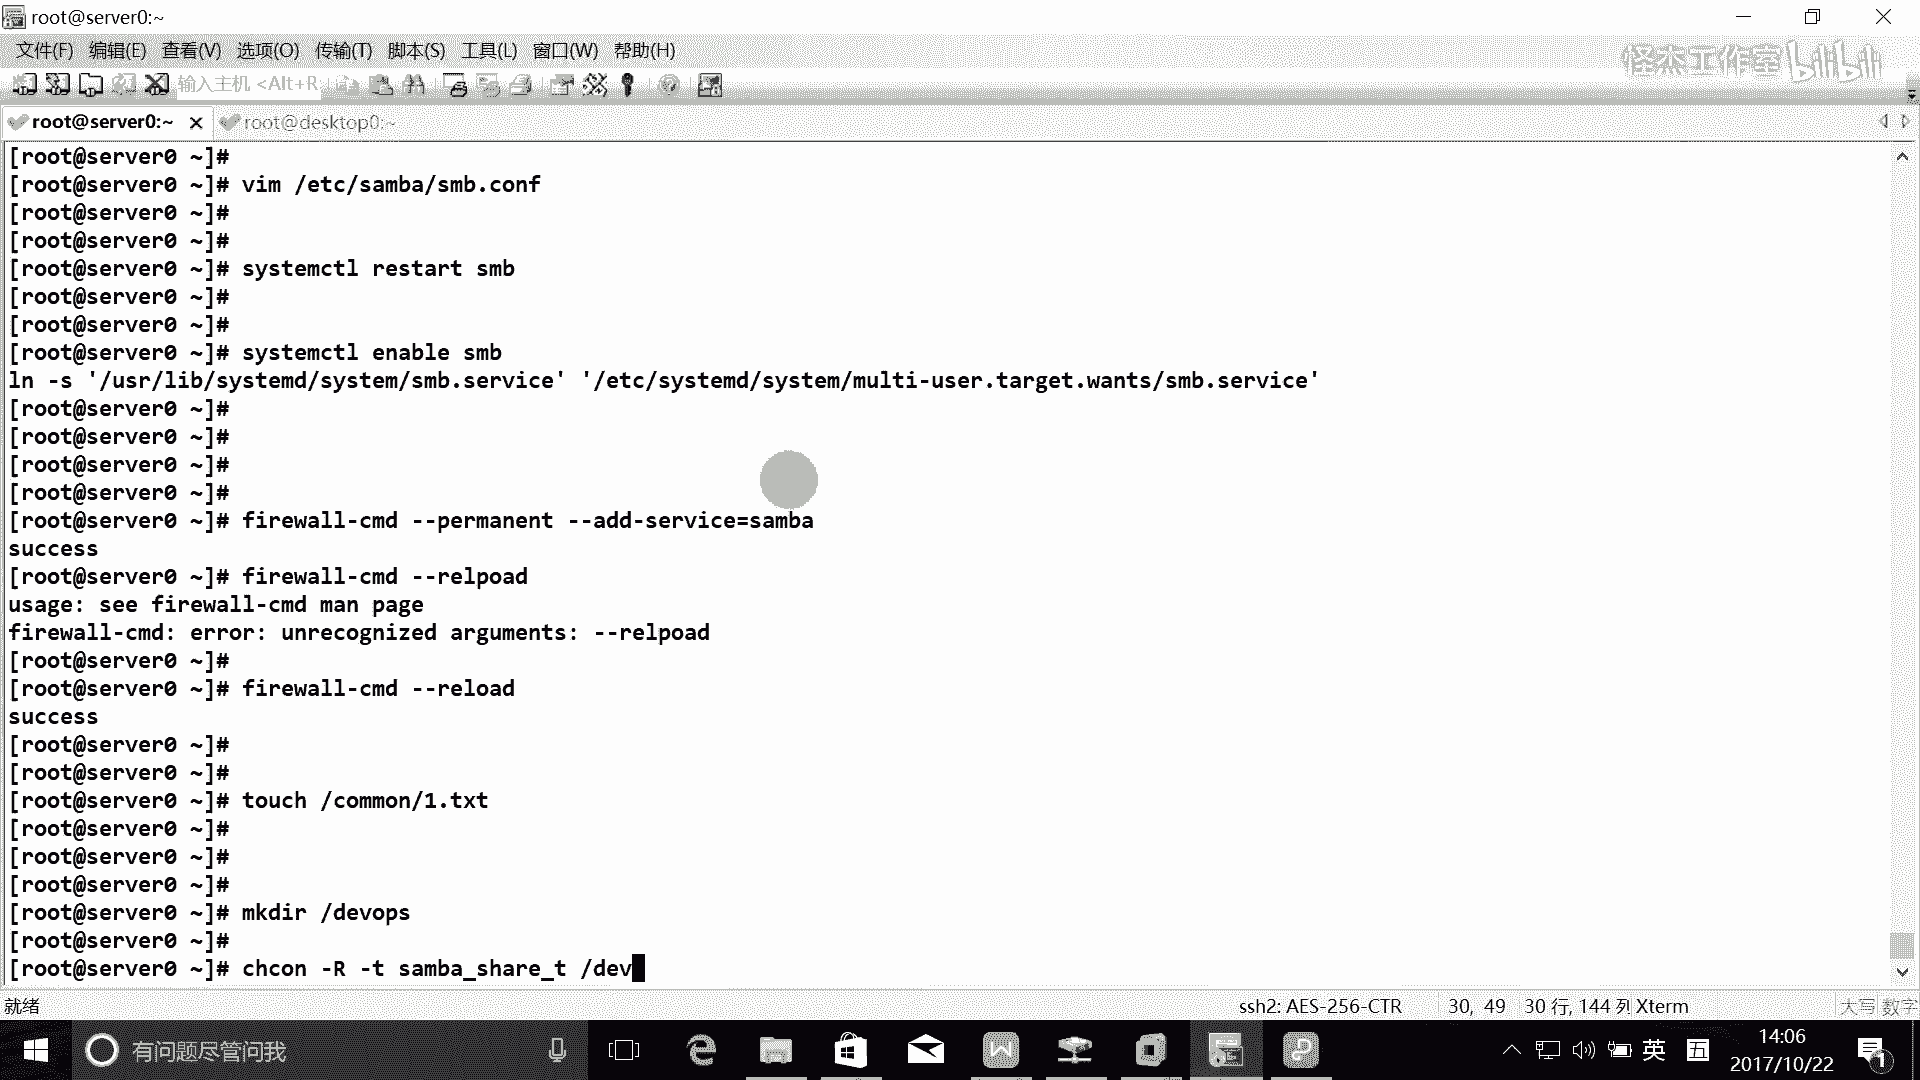 root@server0:~
文件(F) 编辑(E) 查看(V) 选项(O) 传输(T) 脚本(S) 工具(L) 窗口(W) 帮助(H)
怪杰工作室 bilibili
输入主机 <Alt+R>
root@server0:~ root@desktop0:~
[root@server0 ~]#
[root@server0 ~]# vim /etc/samba/smb.conf
[root@server0 ~]#
[root@server0 ~]#
[root@server0 ~]# systemctl restart smb
[root@server0 ~]#
[root@server0 ~]#
[root@server0 ~]# systemctl enable smb
ln -s '/usr/lib/systemd/system/smb.service' '/etc/systemd/system/multi-user.target.wants/smb.service'
[root@server0 ~]#
[root@server0 ~]#
[root@server0 ~]#
[root@server0 ~]#
[root@server0 ~]# firewall-cmd --permanent --add-service=samba
success
[root@server0 ~]# firewall-cmd --relpoad
usage: see firewall-cmd man page
firewall-cmd: error: unrecognized arguments: --relpoad
[root@server0 ~]#
[root@server0 ~]# firewall-cmd --reload
success
[root@server0 ~]#
[root@server0 ~]#
[root@server0 ~]# touch /common/1.txt
[root@server0 ~]#
[root@server0 ~]#
[root@server0 ~]#
[root@server0 ~]# mkdir /devops
[root@server0 ~]#
[root@server0 ~]# chcon -R -t samba_share_t /dev
就绪 ssh2: AES-256-CTR 30, 49 30 行, 144 列 Xterm 大写 数字
有问题尽管问我 英 五 14:06
2017/10/22 1